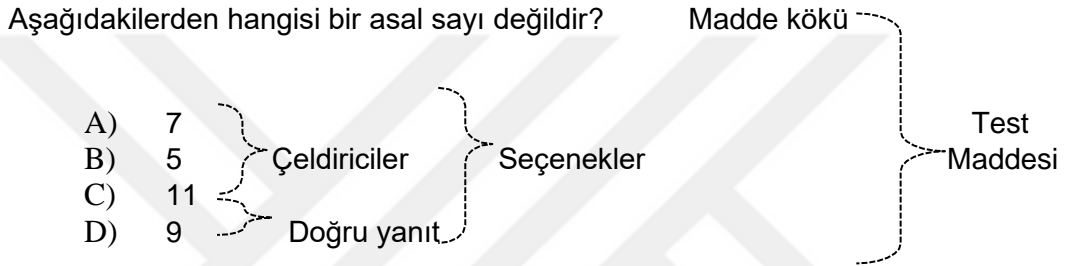 Aşağıdakilerden hangisi bir asal sayı değildir? Madde kökü
A) 7
B) 5 Çeldiriciler Seçenekler
C) 11
D) 9 Doğru yanıt
Test
Maddesi